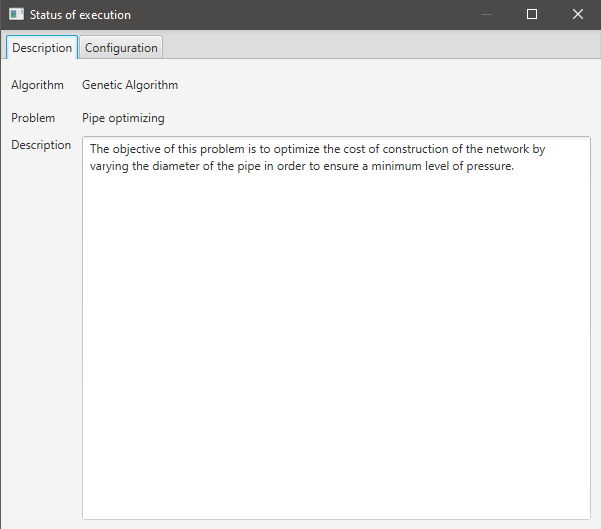 Status of execution
Description Configuration
Algorithm Genetic Algorithm
Problem Pipe optimizing
Description The objective of this problem is to optimize the cost of construction of the network by
varying the diameter of the pipe in order to ensure a minimum level of pressure.